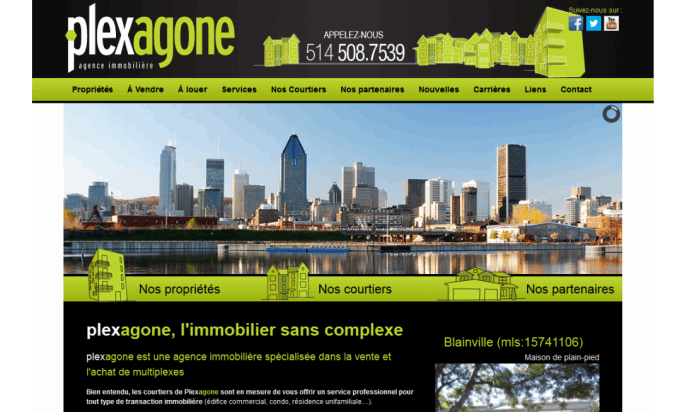 Suivez-nous sur :
plexagone
agence immobilière
APPELEZ-NOUS
514 508.7539
You Tube
Propriétés À Vendre À louer Services Nos Courtiers Nos partenaires Nouvelles Carrières Liens Contact
Nos propriétés Nos courtiers Nos partenaires
plexagone, l'immobilier sans complexe
plexagone est une agence immobilière spécialisée dans la vente et
l'achat de multiplexes
Bien entendu, les courtiers de Plexagone sont en mesure de vous offrir un service professionnel pour
tout type de transaction immobilière (édifice commercial, condo, résidence unifamiliale…).
Blainville (mls:15741106)
Maison de plain-pied